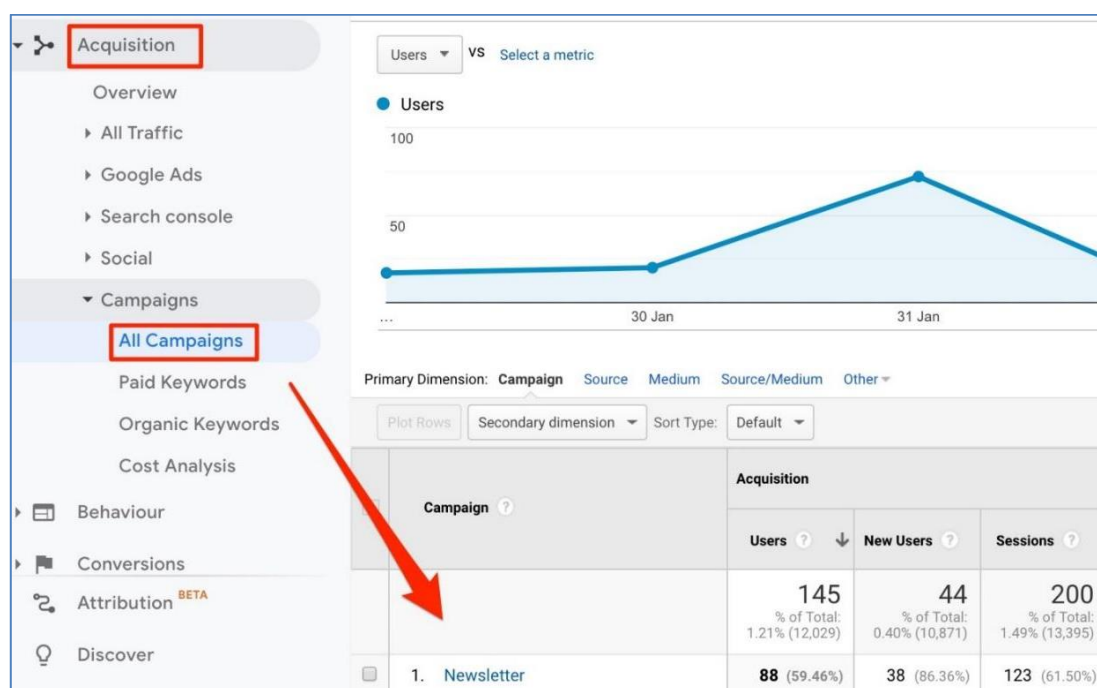 Acquisition
Overview
All Traffic
Google Ads
Search console
Social
Campaigns
All Campaigns
Paid Keywords
Organic Keywords
Cost Analysis
Behaviour
Conversions
Attribution BETA
Discover
Users VS Select a metric
Users
100
50
... 30 Jan 31 Jan
Primary Dimension: Campaign Source Medium Source/Medium Other
Plot Rows Secondary dimension Sort Type: Default
Campaign ? Acquisition
Users ? New Users ? Sessions ?
145 44 200
% of Total: % of Total: % of Total:
1.21% (12,029) 0.40% (10,871) 1.49% (13,395)
1. Newsletter 88 (59.46%) 38 (86.36%) 123 (61.50%)